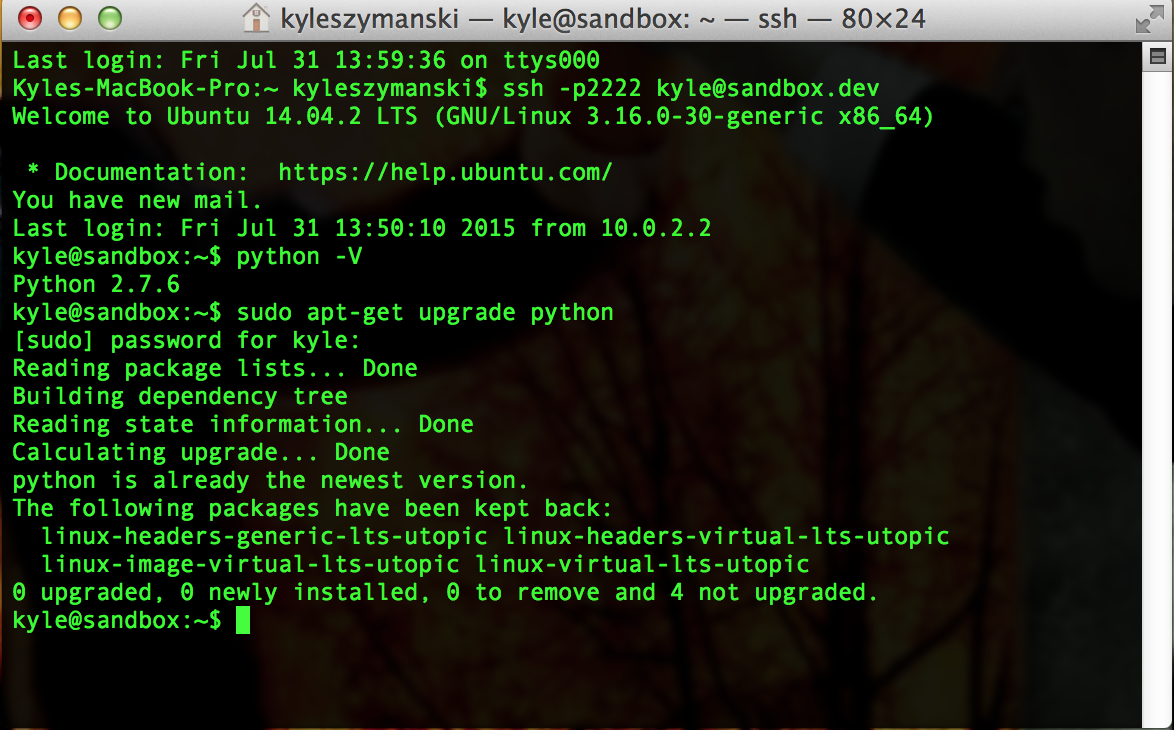 kyleszymanski — kyle@sandbox: ~ — ssh — 80×24
Last login: Fri Jul 31 13:59:36 on ttys000
Kyles-MacBook-Pro:~ kyleszymanski$ ssh -p2222 kyle@sandbox.dev
Welcome to Ubuntu 14.04.2 LTS (GNU/Linux 3.16.0-30-generic x86_64)
* Documentation:  https://help.ubuntu.com/
You have new mail.
Last login: Fri Jul 31 13:50:10 2015 from 10.0.2.2
kyle@sandbox:~$ python -V
Python 2.7.6
kyle@sandbox:~$ sudo apt-get upgrade python
[sudo] password for kyle:
Reading package lists... Done
Building dependency tree
Reading state information... Done
Calculating upgrade... Done
python is already the newest version.
The following packages have been kept back:
linux-headers-generic-lts-utopic linux-headers-virtual-lts-utopic
linux-image-virtual-lts-utopic linux-virtual-lts-utopic
0 upgraded, 0 newly installed, 0 to remove and 4 not upgraded.
kyle@sandbox:~$